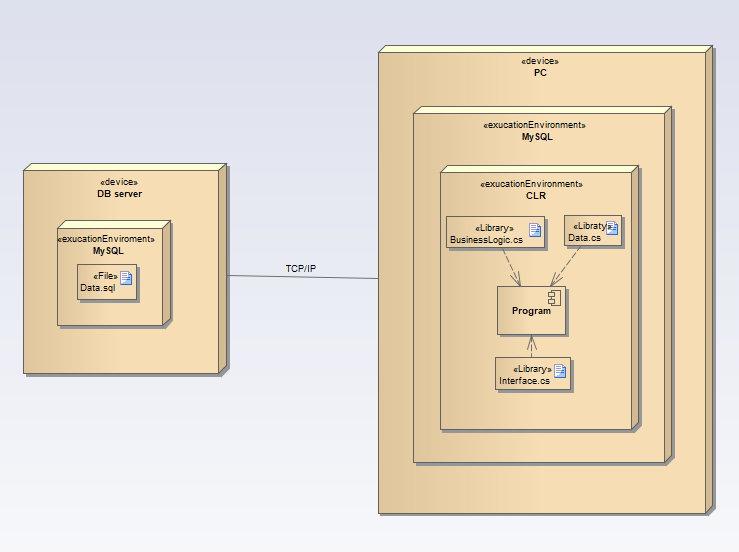 «device»
DB server
«exucationEnviroment»
MySQL
«File»
Data.sql
TCP/IP
«device»
PC
«exucationEnvironment»
MySQL
«exucationEnvironment»
CLR
«Library»
BusinessLogic.cs
«Libraty»
Data.cs
Program
«Library»
Interface.cs